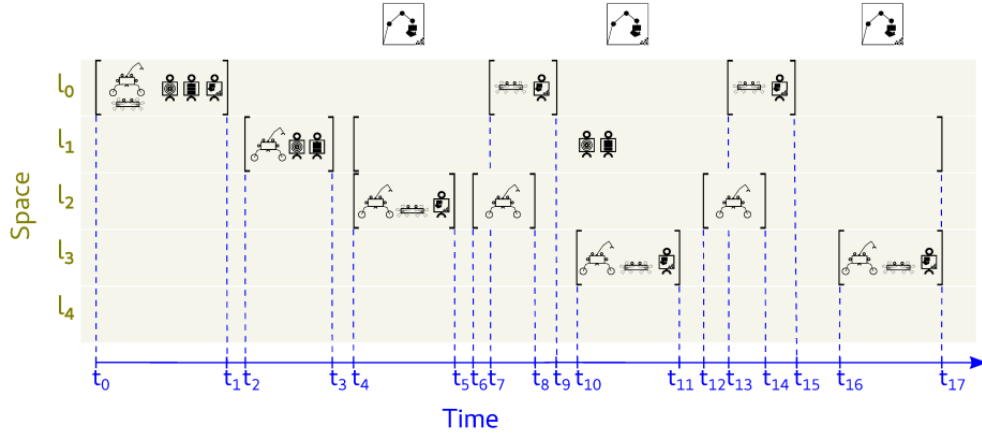 l₀
l₁
l₂
l₃
l₄
Space
t₀ t₁ t₂ t₃ t₄ t₅ t₆ t₇ t₈ t₉ t₁₀ t₁₁ t₁₂ t₁₃ t₁₄ t₁₅ t₁₆ t₁₇
Time